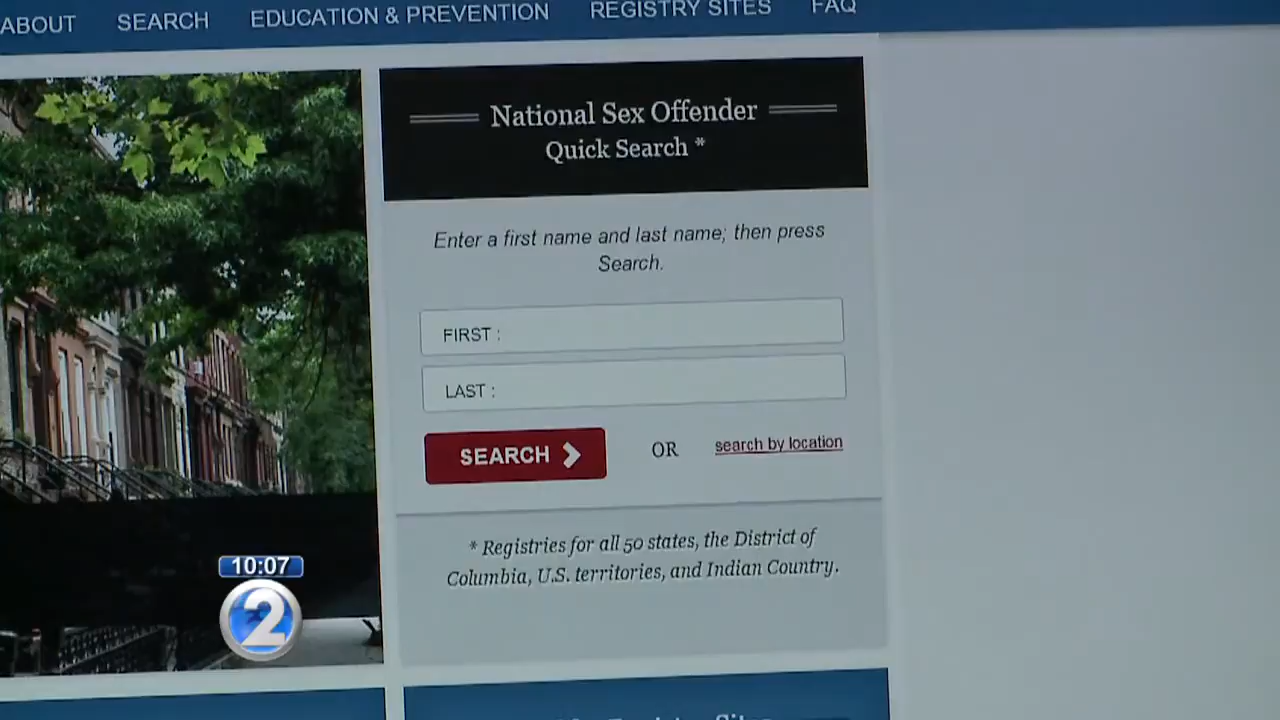 ABOUT
SEARCH
EDUCATION & PREVENTION
REGISTRY SITES
FAQ
National Sex Offender
Quick Search *
Enter a first name and last name; then press
Search.
FIRST :
LAST :
SEARCH
OR
search by location
* Registries for all 50 states, the District of
Columbia, U.S. territories, and Indian Country.
10:07
2